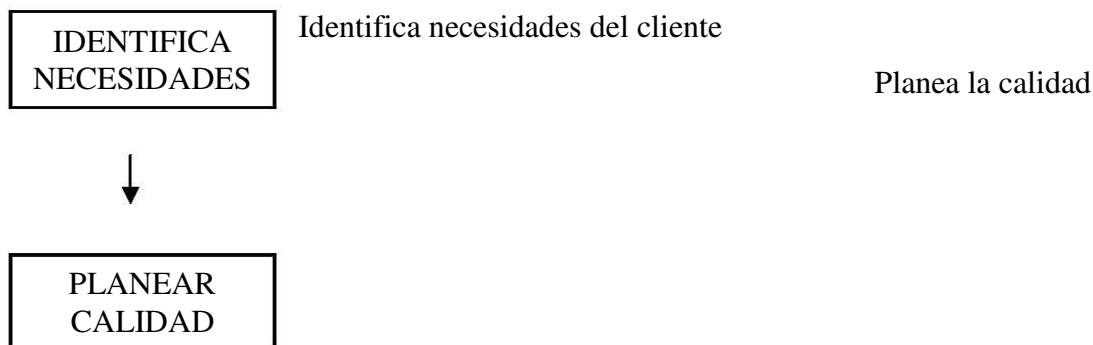 IDENTIFICA
NECESIDADES
Identifica necesidades del cliente
Planea la calidad
PLANEAR
CALIDAD